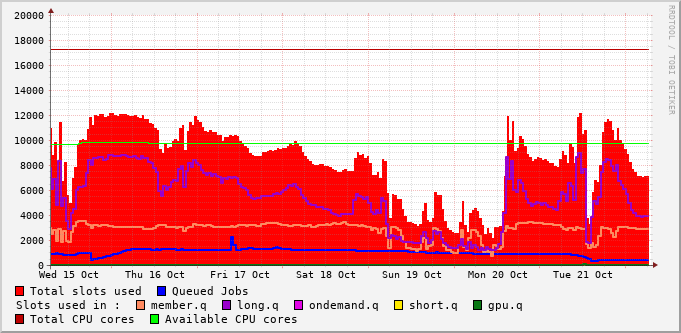 20000
18000
16000
14000
12000
10000
8000
6000
4000
2000
0
Wed 15 Oct Thu 16 Oct Fri 17 Oct Sat 18 Oct Sun 19 Oct Mon 20 Oct Tue 21 Oct
Total slots used Queued Jobs
Slots used in : member.q long.q ondemand.q short.q gpu.q
Total CPU cores Available CPU cores
RRDTOOL / TOBI OETIKER